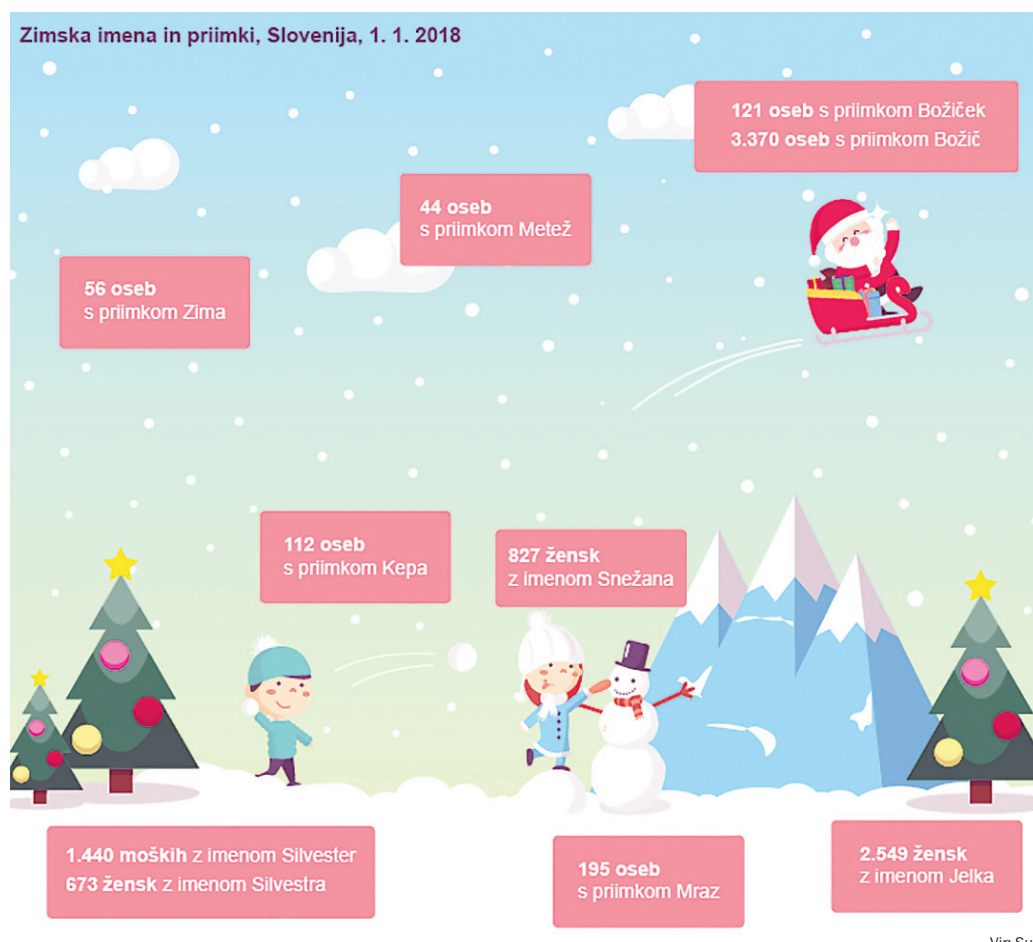 Zimska imena in priimki, Slovenija, 1. 1. 2018
121 oseb s priimkom Božiček
3.370 oseb s priimkom Božič
44 oseb
s priimkom Metež
56 oseb
s priimkom Zima
112 oseb
s priimkom Kepa
827 žensk
z imenom Snežana
1.440 moških z imenom Silvester
673 žensk z imenom Silvestra
195 oseb
s priimkom Mraz
2.549 žensk
z imenom Jelka